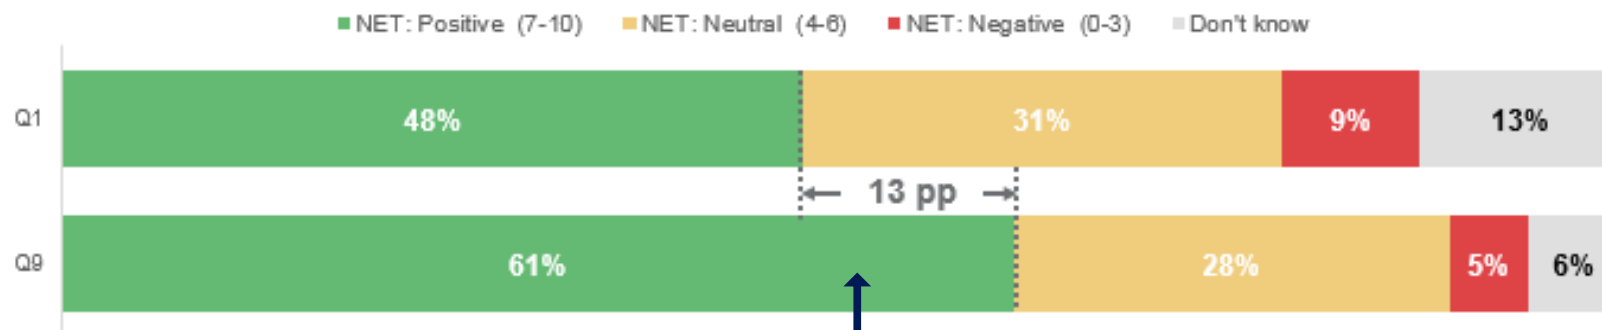 NET: Positive (7-10) NET: Neutral (4-6) NET: Negative (0-3) Don't know
Q1 48% 31% 9% 13%
13 pp
Q9 61% 28% 5% 6%